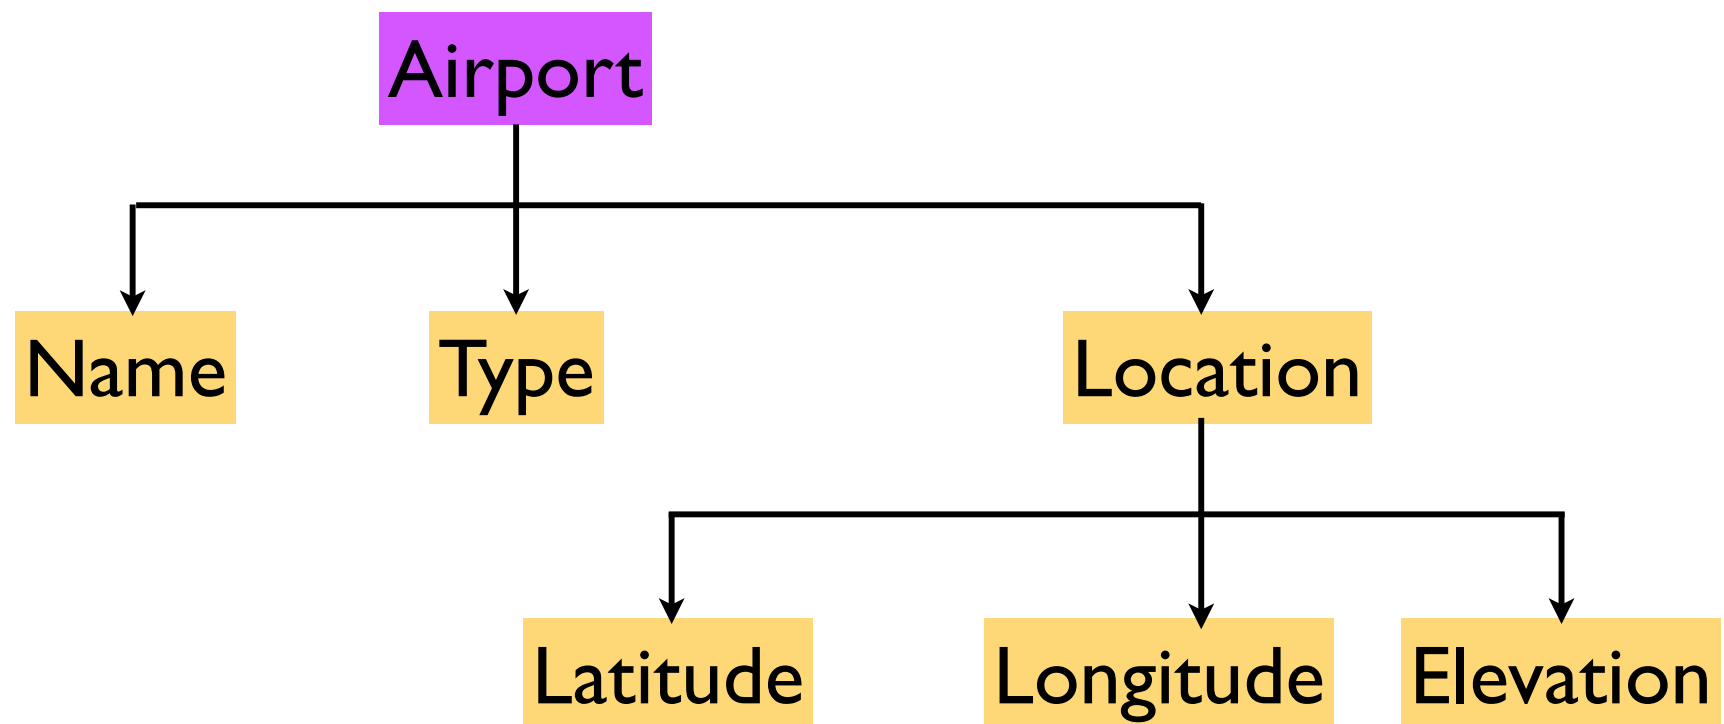 Airport
Name
Type
Location
Latitude
Longitude
Elevation